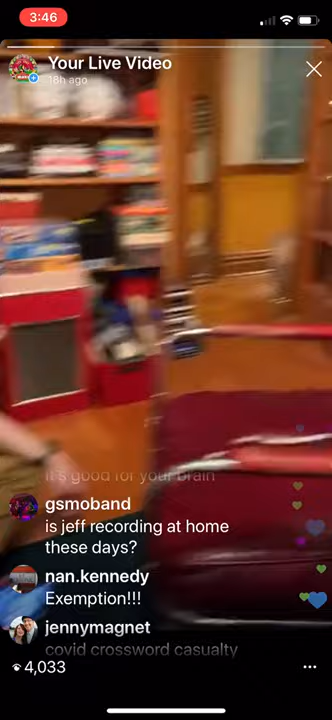 3:46
Your Live Video
18h ago
it's good for your brain
gsmoband
is jeff recording at home
these days?
nan.kennedy
Exemption!!!
jennymagnet
covid crossword casualty
4,033